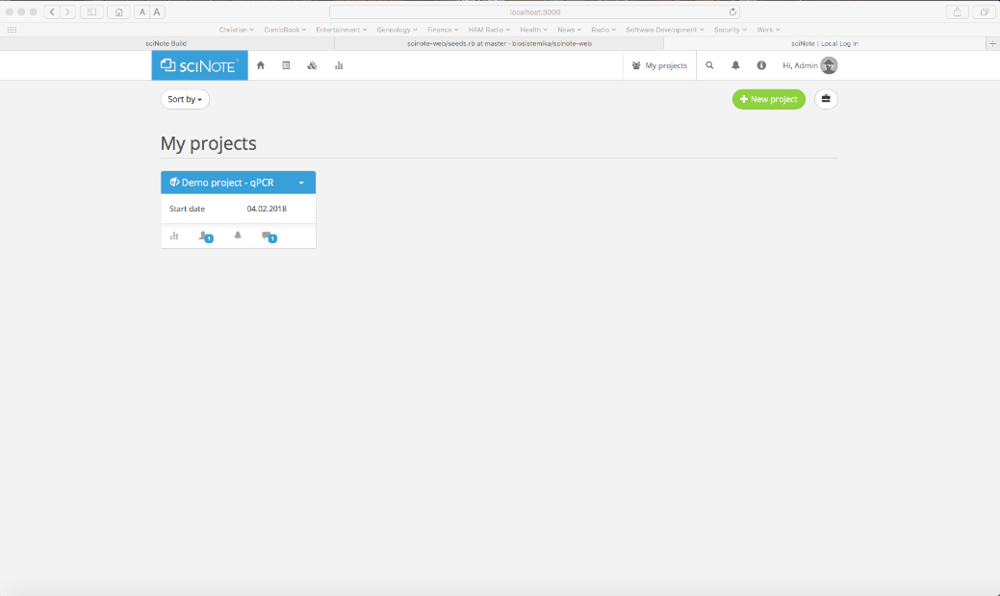 A A localhost:3000
Christian ComicBook Entertainment Geneology Finance HAM Radio Health News Radio Software Development Security Work
sciNote Build scinote-web/seeds.rb at master · biosistemika/scinote-web sciNote | Local Log in
SCINOTE My projects Hi, Admin
Sort by New project
My projects
Demo project - qPCR
Start date 04.02.2018
1 1